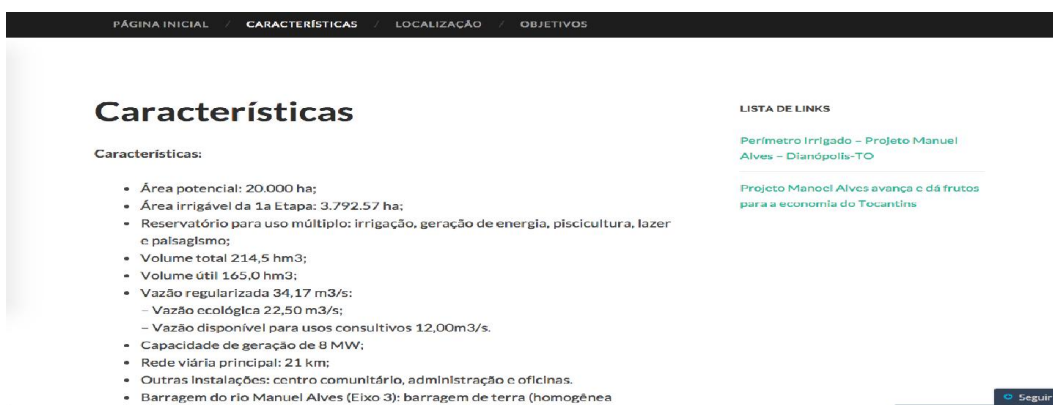 PÁGINA INICIAL / CARACTERÍSTICAS / LOCALIZAÇÃO / OBJETIVOS
Características
Características:
• Área potencial: 20.000 ha;
• Área irrigável da 1a Etapa: 3.792.57 ha;
• Reservatório para uso múltiplo: irrigação, geração de energia, piscicultura, lazer
e paisagismo;
• Volume total 214,5 hm3;
• Volume útil 165,0 hm3;
• Vazão regularizada 34,17 m3/s:
– Vazão ecológica 22,50 m3/s;
– Vazão disponível para usos consultivos 12,00m3/s.
• Capacidade de geração de 8 MW;
• Rede viária principal: 21 km;
• Outras instalações: centro comunitário, administração e oficinas.
• Barragem do rio Manuel Alves (Eixo 3): barragem de terra (homogênea
LISTA DE LINKS
Perímetro Irrigado – Projeto Manuel
Alves – Dianópolis-TO
Projeto Manoel Alves avança e dá frutos
para a economia do Tocantins
Seguir